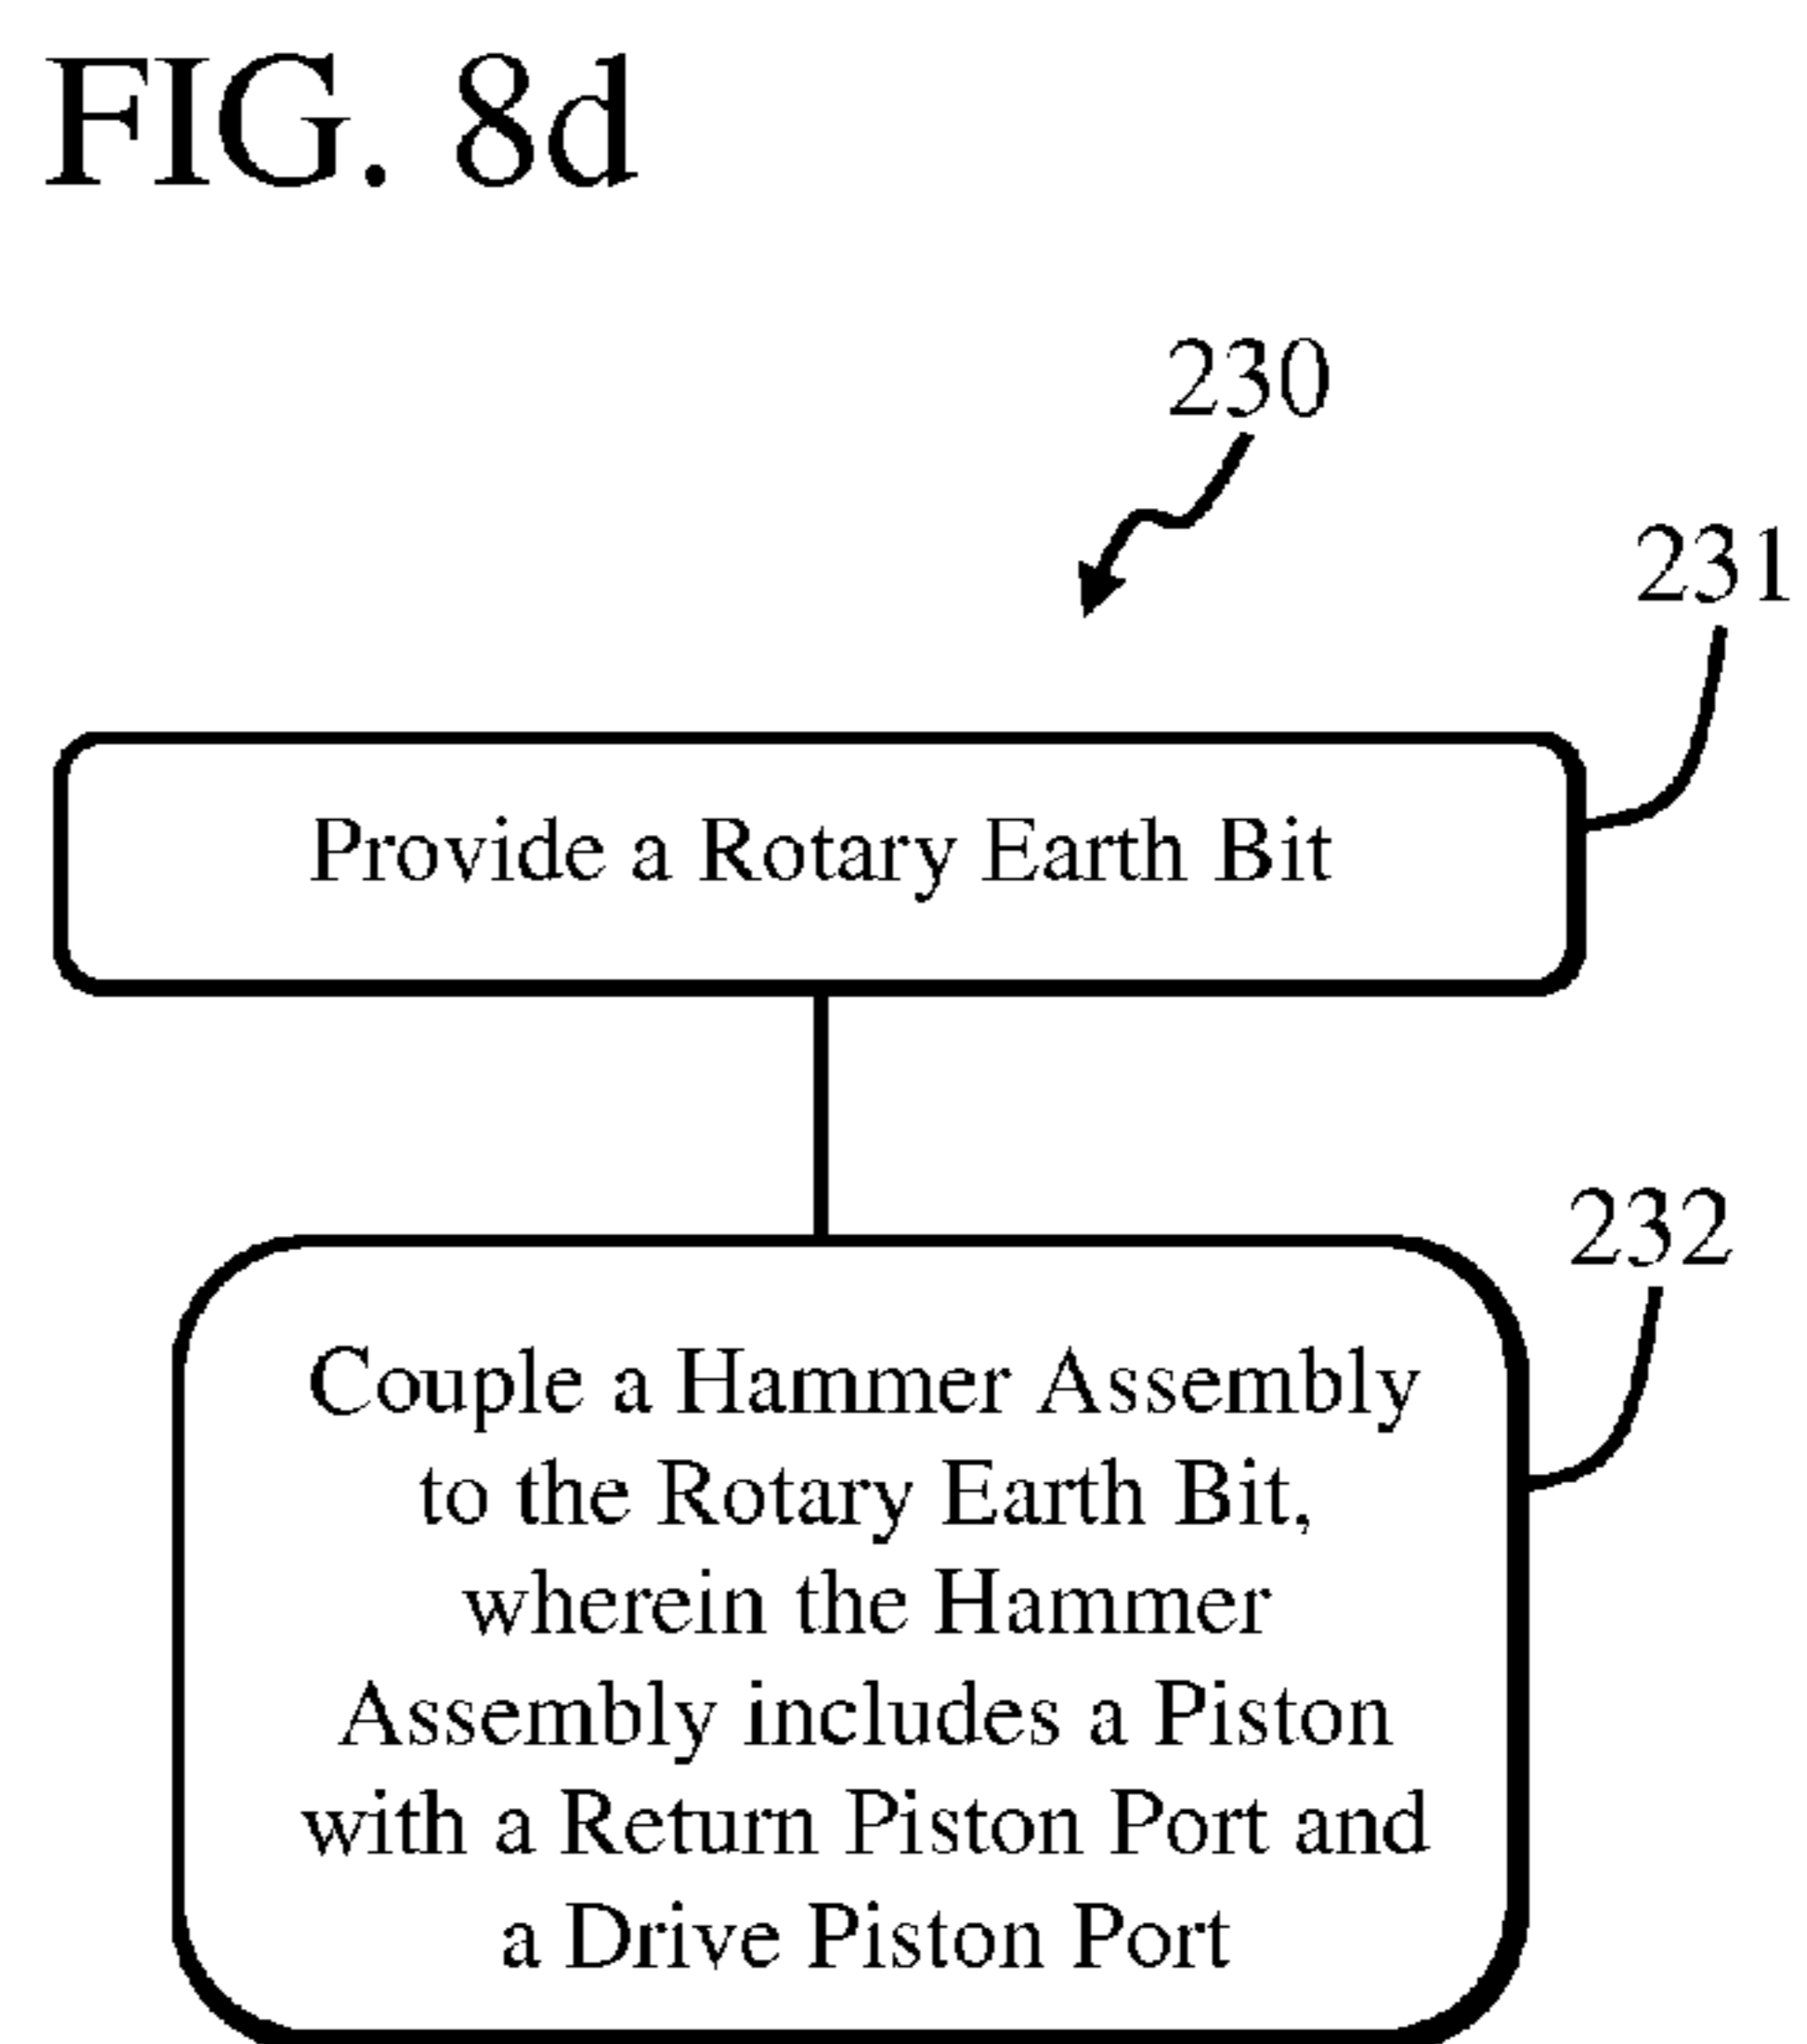 FIG. 8d
230
231
Provide a Rotary Earth Bit
232
Couple a Hammer Assembly
to the Rotary Earth Bit,
wherein the Hammer
Assembly includes a Piston
with a Return Piston Port and
a Drive Piston Port